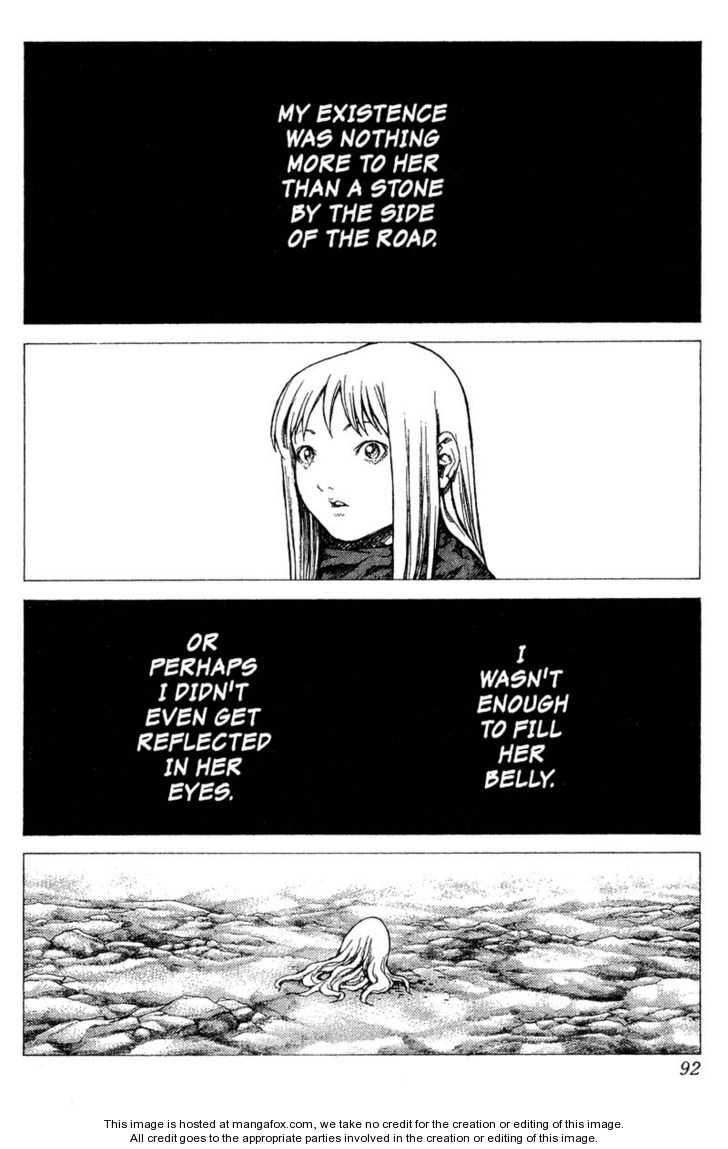 MY EXISTENCE
WAS NOTHING
MORE TO HER
THAN A STONE
BY THE SIDE
OF THE ROAD.
I
WASN'T
ENOUGH
TO FILL
HER
BELLY.
OR
PERHAPS
I DIDN'T
EVEN GET
REFLECTED
IN HER
EYES.
92
This image is hosted at mangafox.com, we take no credit for the creation or editing of this image.
All credit goes to the appropriate parties involved in the creation or editing of this image.